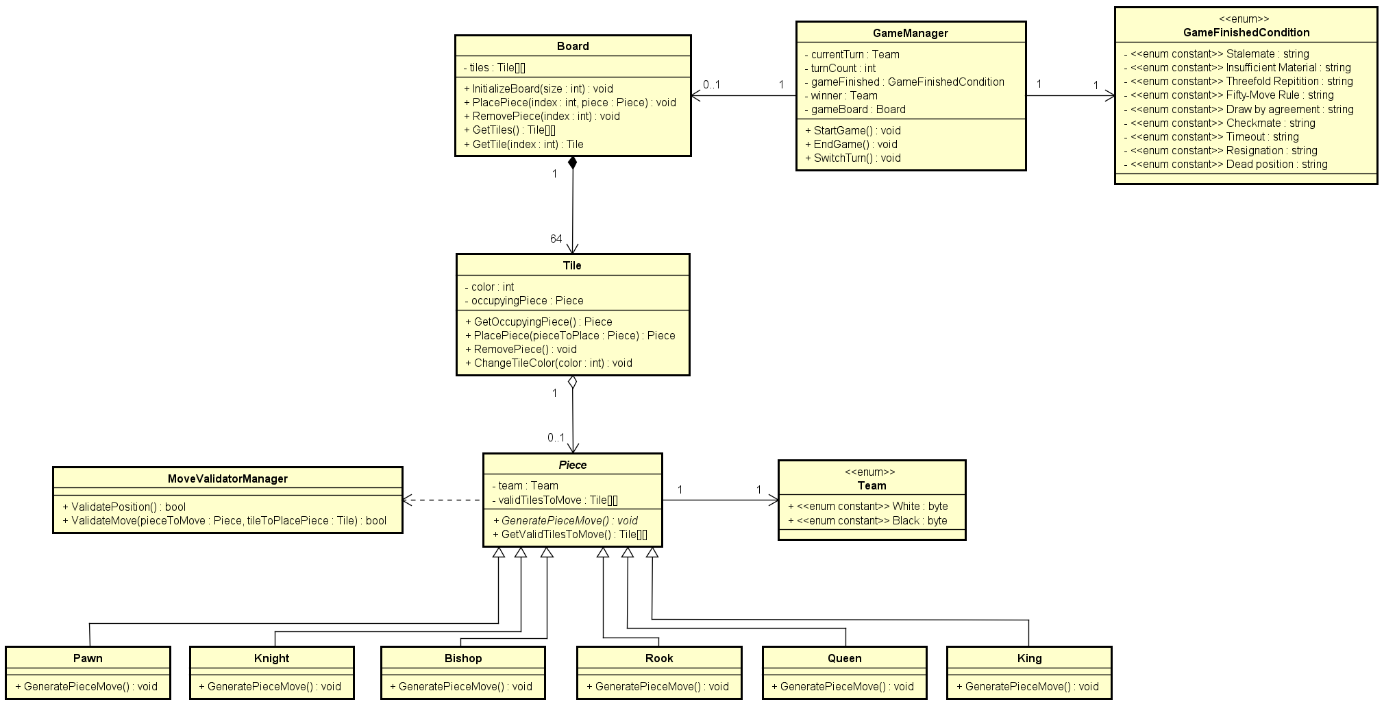 Board
- tiles : Tile[][]
+ InitializeBoard(size : int) : void
+ PlacePiece(index : int, piece : Piece) : void
+ RemovePiece(index : int) : void
+ GetTiles() : Tile[][]
+ GetTile(index : int) : Tile
0..1
1
GameManager
- currentTurn : Team
- turnCount : int
- gameFinished : GameFinishedCondition
- winner : Team
- gameBoard : Board
+ StartGame() : void
+ EndGame() : void
+ SwitchTurn() : void
1
1
<<enum>>
GameFinishedCondition
- <<enum constant>> Stalemate : string
- <<enum constant>> Insufficient Material : string
- <<enum constant>> Threefold Repitition : string
- <<enum constant>> Fifty-Move Rule : string
- <<enum constant>> Draw by agreement : string
- <<enum constant>> Checkmate : string
- <<enum constant>> Timeout : string
- <<enum constant>> Resignation : string
- <<enum constant>> Dead position : string
1
64
Tile
- color : int
- occupyingPiece : Piece
+ GetOccupyingPiece() : Piece
+ PlacePiece(pieceToPlace : Piece) : Piece
+ RemovePiece() : void
+ ChangeTileColor(color : int) : void
1
0..1
MoveValidatorManager
+ ValidatePosition() : bool
+ ValidateMove(pieceToMove : Piece, tileToPlacePiece : Tile) : bool
Piece
- team : Team
- validTilesToMove : Tile[][]
+ GeneratePieceMove() : void
+ GetValidTilesToMove() : Tile[][]
1
1
<<enum>>
Team
+ <<enum constant>> White : byte
+ <<enum constant>> Black : byte
Pawn
+ GeneratePieceMove() : void
Knight
+ GeneratePieceMove() : void
Bishop
+ GeneratePieceMove() : void
Rook
+ GeneratePieceMove() : void
Queen
+ GeneratePieceMove() : void
King
+ GeneratePieceMove() : void